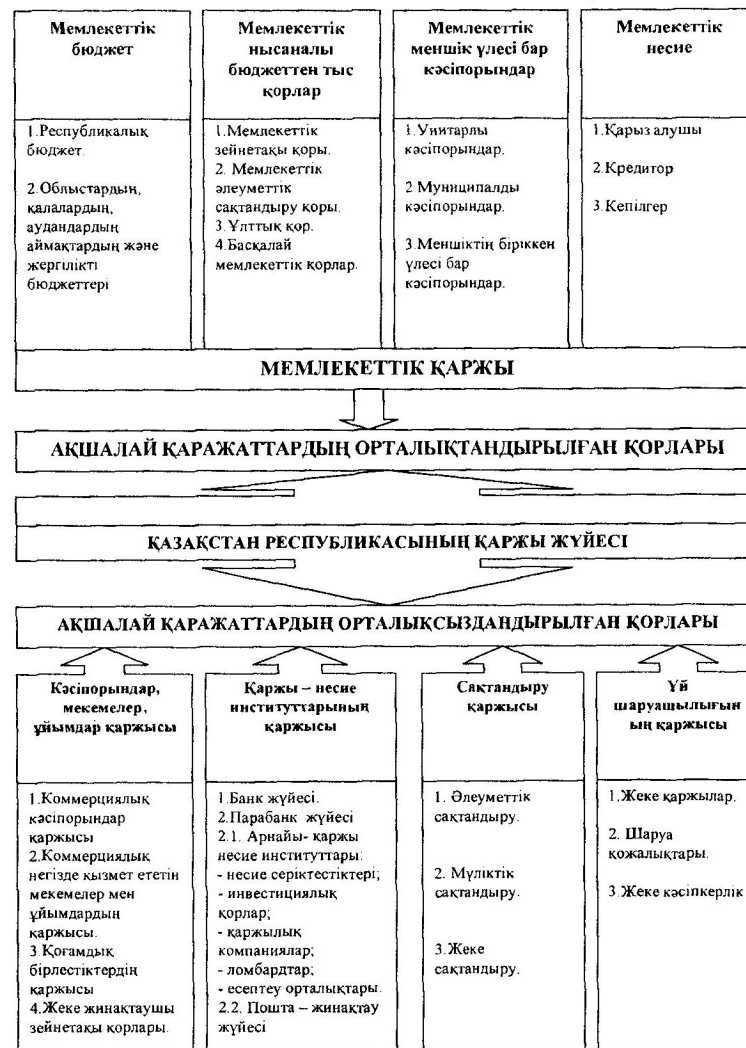 Мемлекеттік
бюджет
1.Республикалық
бюджет.
2.Облыстардың,
қалалардың,
аудандардың
аймақтардың және
жергілікті
бюджеттері
Мемлекеттік
нысаналы
бюджеттен тыс
қорлар
1.Мемлекеттік
зейнетақы қоры.
2. Мемлекеттік
әлеуметтік
сақтандыру қоры.
3. Ұлттық қор.
4. Басқалай
мемлекеттік қорлар.
Мемлекеттік
меншік үлесі бар
кәсіпорындар
1.Унитарлы
кәсіпорындар.
2 Муниципалды
кәсіпорындар.
3.Меншіктің біріккен
үлесі бар
кәсіпорындар.
Мемлекеттік
несие
1.Қарыз алушы
2.Кредитор
3.Кепілгер
МЕМЛЕКЕТТІК ҚАРЖЫ
АҚШАЛАЙ ҚАРАЖАТТАРДЫҢ ОРТАЛЫҚТАНДЫРЫЛҒАН ҚОРЛАРЫ
ҚАЗАҚСТАН РЕСПУБЛИКАСЫНЫҢ ҚАРЖЫ ЖҮЙЕСІ
АҚШАЛАЙ ҚАРАЖАТТАРДЫҢ ОРТАЛЫҚСЫЗДАНДЫРЫЛҒАН ҚОРЛАРЫ
Кәсіпорындар,
мекемелер,
ұйымдар қаржысы
1.Коммерциялық
кәсіпорындар
қаржысы
2.Коммерциялық
негізде қызмет ететін
мекемелер мен
ұйымдардың
қаржысы.
3.Қоғамдық
бірлестіктердің
қаржысы
4.Жеке жинақтаушы
зейнетақы қорлары.
Қаржы – несие
институттарының
қаржысы
1.Банк жүйесі.
2.Парабанк жүйесі
2.1. Арнайы- қаржы
несие институттары:
- несие серіктестіктері;
- инвестициялық
қорлар;
- қаржылық
компаниялар;
- ломбардтар;
- есептеу орталықтары.
2.2. Пошта – жинақтау
жүйесі
Сақтандыру
қаржысы
1. Әлеуметтік
сақтандыру.
2. Мүліктік
сақтандыру.
3.Жеке
сақтандыру.
Үй
шаруашылығын
ың қаржысы
1.Жеке қаржылар.
2. Шаруа
қожалықтары.
3.Жеке кәсіпкерлік